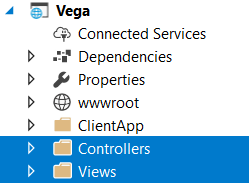 Vega
Connected Services
Dependencies
Properties
wwwroot
ClientApp
Controllers
Views